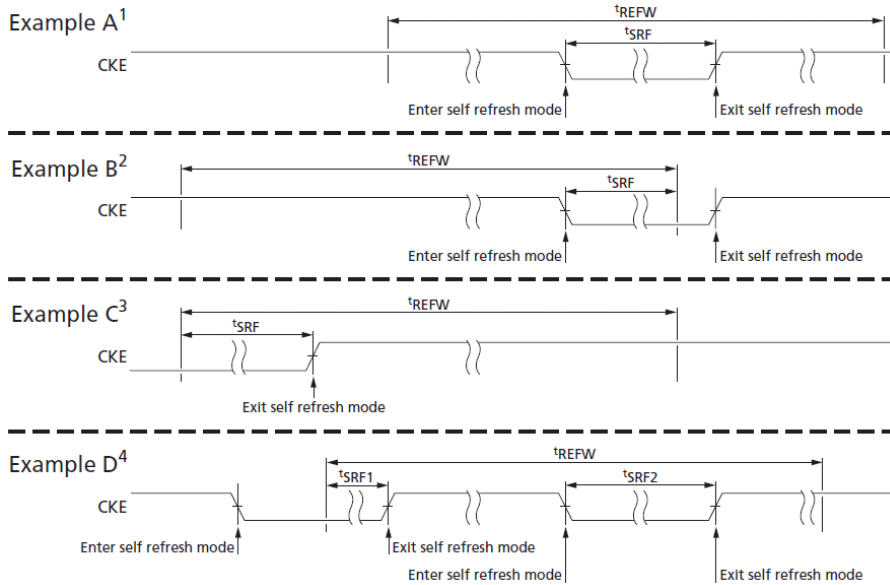 Example A¹
ᵗREFW
ᵗSRF
CKE
Enter self refresh mode
Exit self refresh mode
Example B²
ᵗREFW
ᵗSRF
CKE
Enter self refresh mode
Exit self refresh mode
Example C³
ᵗREFW
ᵗSRF
CKE
Exit self refresh mode
Example D⁴
ᵗREFW
ᵗSRF1
ᵗSRF2
CKE
Enter self refresh mode
Exit self refresh mode
Enter self refresh mode
Exit self refresh mode